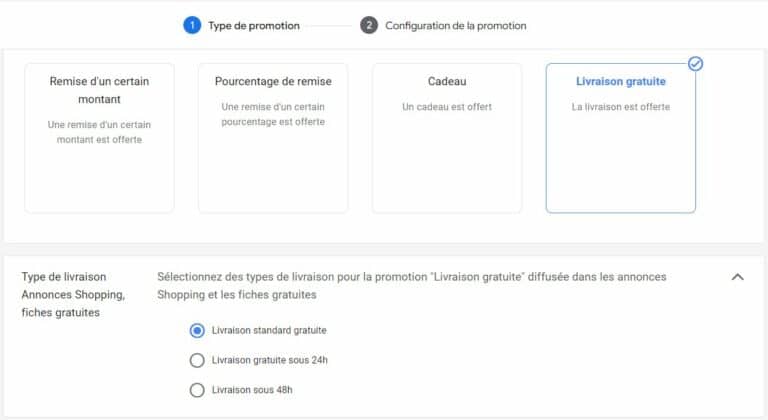 1 Type de promotion 2 Configuration de la promotion
Remise d'un certain
montant
Une remise d'un certain
montant est offerte
Pourcentage de remise
Une remise d'un certain
pourcentage est offerte
Cadeau
Un cadeau est offert
Livraison gratuite
La livraison est offerte
Type de livraison
Annonces Shopping,
fiches gratuites
Sélectionnez des types de livraison pour la promotion "Livraison gratuite" diffusée dans les annonces
Shopping et les fiches gratuites
Livraison standard gratuite
Livraison gratuite sous 24h
Livraison sous 48h